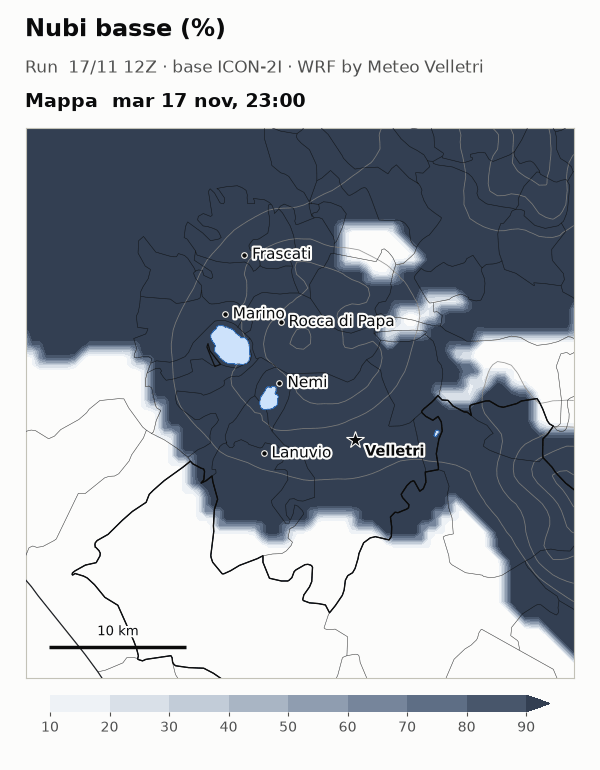 Nubi basse (%)
Run  17/11 12Z · base ICON-2I · WRF by Meteo Velletri
Mappa  mar 17 nov, 23:00
Frascati
Marino
Rocca di Papa
Nemi
Velletri
Lanuvio
10 km
10 20 30 40 50 60 70 80 90